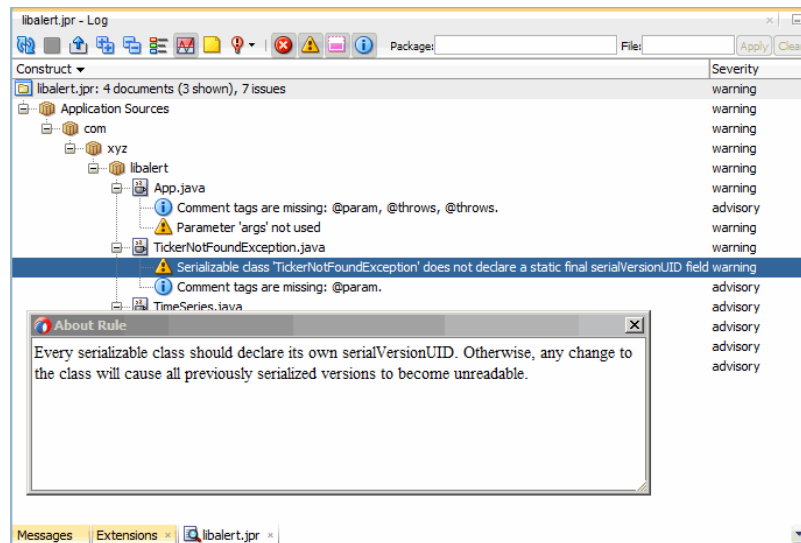 libalert.jpr - Log
Package: File: Apply Clea
Construct Severity
libalert.jpr: 4 documents (3 shown), 7 issues warning
Application Sources warning
com warning
xyz warning
libalert warning
App.java warning
Comment tags are missing: @param, @throws, @throws. advisory
Parameter 'args' not used warning
TickerNotFoundException.java warning
Serializable class 'TickerNotFoundException' does not declare a static final serialVersionUID field warning
Comment tags are missing: @param. advisory
TimeSeries.java advisory
advisory
advisory
advisory
About Rule
Every serializable class should declare its own serialVersionUID. Otherwise, any change to
the class will cause all previously serialized versions to become unreadable.
Messages Extensions libalert.jpr